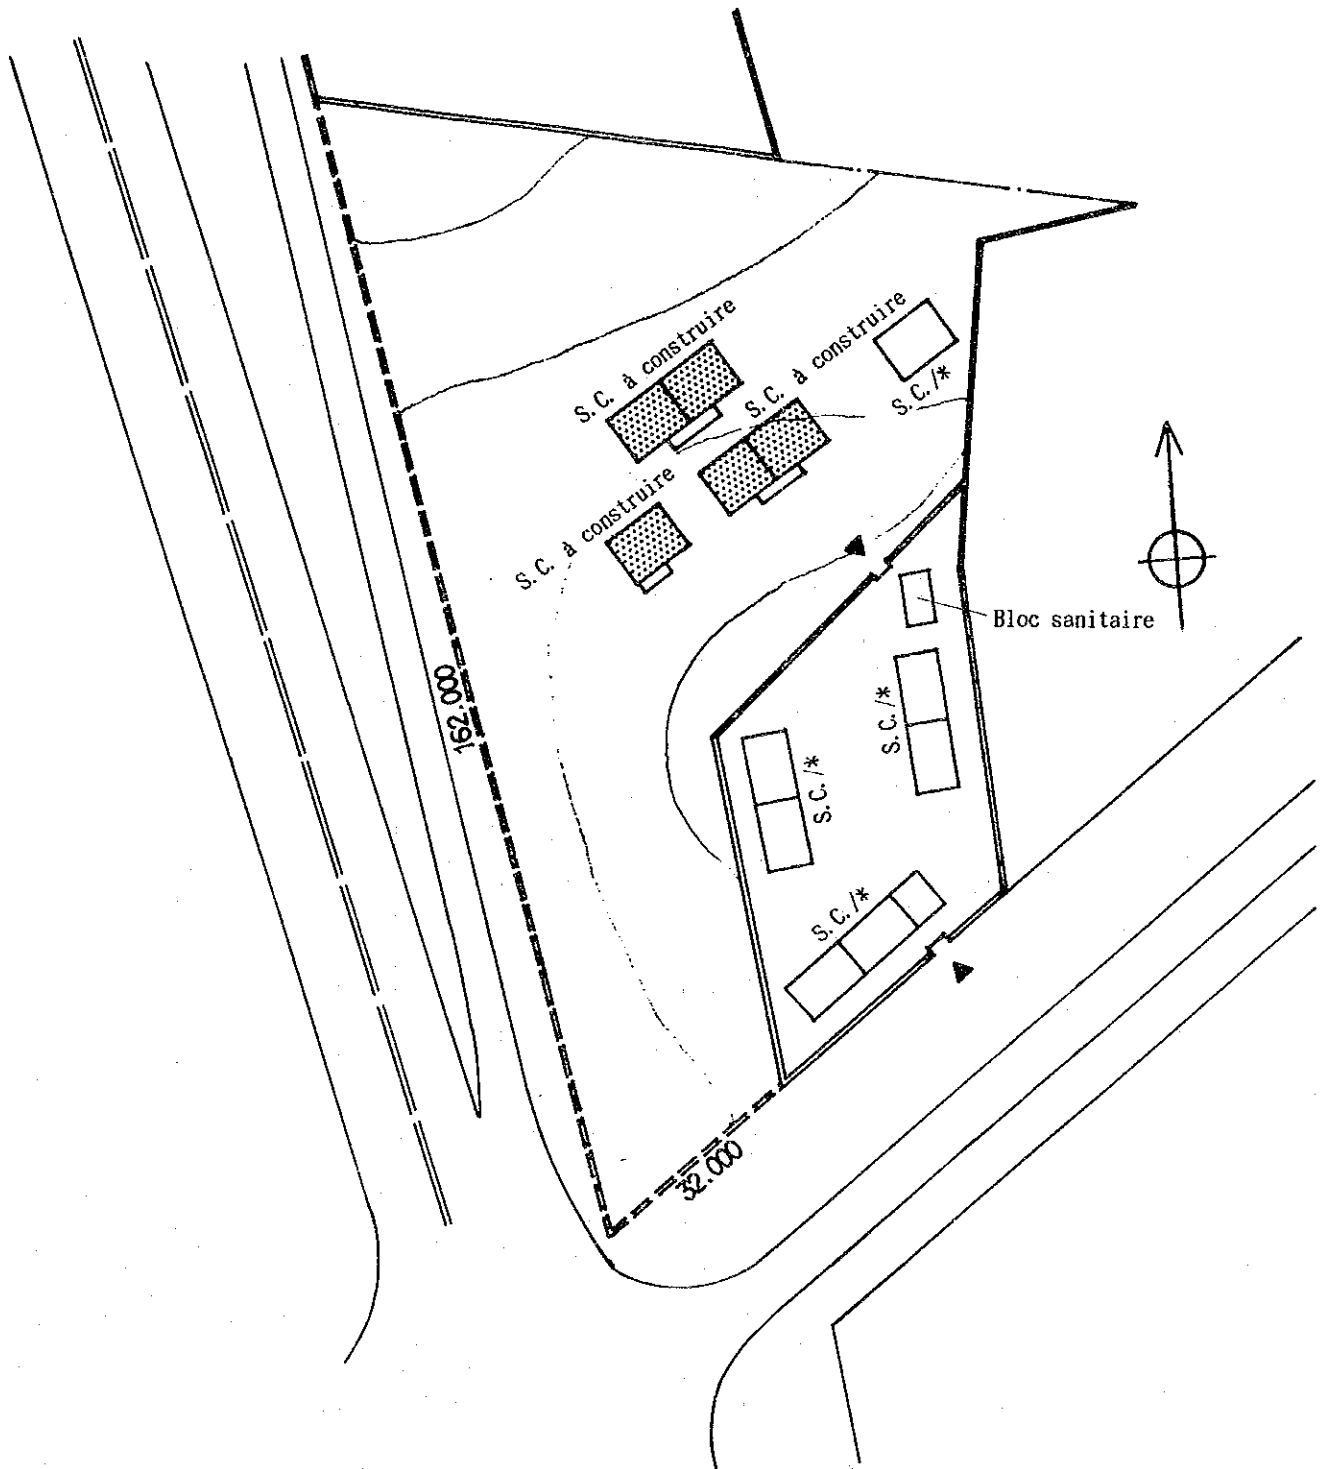 S.C. à construire
S.C. à construire
S.C./*
S.C. à construire
Bloc sanitaire
162.000
S.C./*
S.C./*
S.C./*
32.000